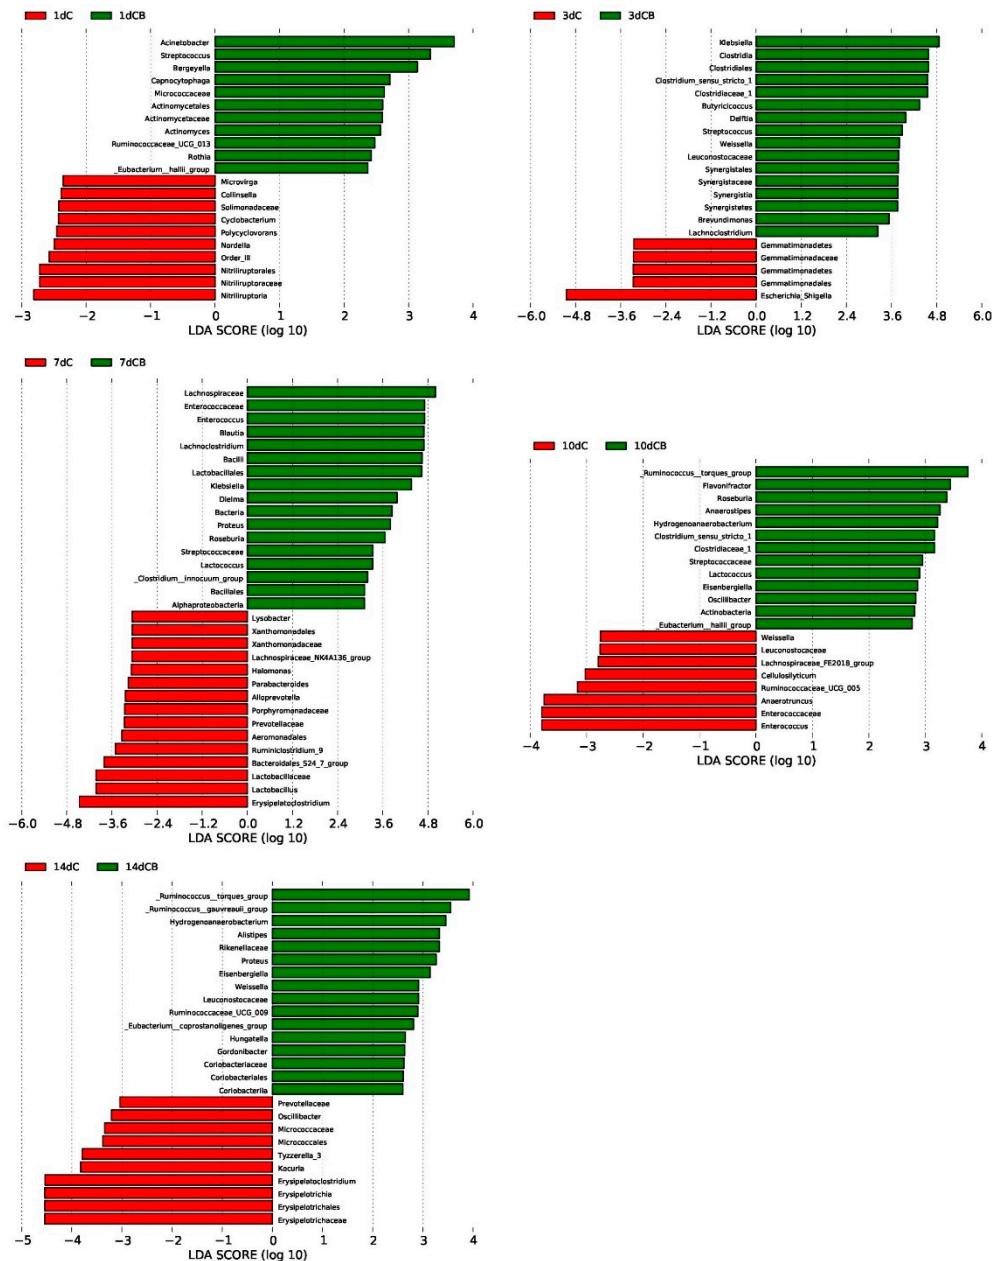 1dC 1dCB
Acinetobacter
Streptococcus
Bergeyella
Capnocytophaga
Micrococcaceae
Actinomycetales
Actinomycetaceae
Actinomyces
Ruminococcaceae_UCG_013
Rothia
_Eubacterium__hallii_group
Microvirga
Collinsella
Solimonadaceae
Cyclobacterium
Polycyclovorans
Nordella
Order_III
Nitriliruptorales
Nitriliruptoraceae
Nitriliruptoria
−3 −2 −1 0 1 2 3 4
LDA SCORE (log 10)
3dC 3dCB
Klebsiella
Clostridia
Clostridiales
Clostridium_sensu_stricto_1
Clostridiaceae_1
Butyricicoccus
Delftia
Streptococcus
Weissella
Leuconostocaceae
Synergistales
Synergistaceae
Synergistia
Synergistetes
Brevundimonas
Lachnoclostridium
Gemmatimonadetes
Gemmatimonadaceae
Gemmatimonadetes
Gemmatimonadales
Escherichia_Shigella
−6.0 −4.8 −3.6 −2.4 −1.2 0.0 1.2 2.4 3.6 4.8 6.0
LDA SCORE (log 10)
7dC 7dCB
Lachnospiraceae
Enterococcaceae
Enterococcus
Blautia
Lachnoclostridium
Bacilli
Lactobacillales
Klebsiella
Dielma
Bacteria
Proteus
Roseburia
Streptococcaceae
Lactococcus
_Clostridium__innocuum_group
Bacillales
Alphaproteobacteria
Lysobacter
Xanthomonadales
Xanthomonadaceae
Lachnospiraceae_NK4A136_group
Halomonas
Parabacteroides
Alloprevotella
Porphyromonadaceae
Prevotellaceae
Aeromonadales
Ruminiclostridium_9
Bacteroidales_S24_7_group
Lactobacillaceae
Lactobacillus
Erysipelatoclostridium
−6.0 −4.8 −3.6 −2.4 −1.2 0.0 1.2 2.4 3.6 4.8 6.0
LDA SCORE (log 10)
10dC 10dCB
_Ruminococcus__torques_group
Flavonifractor
Roseburia
Anaerostipes
Hydrogenoanaerobacterium
Clostridium_sensu_stricto_1
Clostridiaceae_1
Streptococcaceae
Lactococcus
Eisenbergiella
Oscillibacter
Actinobacteria
_Eubacterium__hallii_group
Weissella
Leuconostocaceae
Lachnospiraceae_FE2018_group
Cellulosilyticum
Ruminococcaceae_UCG_005
Anaerotruncus
Enterococcaceae
Enterococcus
−4 −3 −2 −1 0 1 2 3 4
LDA SCORE (log 10)
14dC 14dCB
_Ruminococcus__torques_group
_Ruminococcus__gauvreauii_group
Hydrogenoanaerobacterium
Alistipes
Rikenellaceae
Proteus
Eisenbergiella
Weissella
Leuconostocaceae
Ruminococcaceae_UCG_009
_Eubacterium__coprostanoligenes_group
Hungatella
Gordonibacter
Coriobacteriaceae
Coriobacteriales
Coriobacteriia
Prevotellaceae
Oscillibacter
Micrococcaceae
Micrococcales
Tyzzerella_3
Kocuria
Erysipelatoclostridium
Erysipelotrichia
Erysipelotrichales
Erysipelotrichaceae
−5 −4 −3 −2 −1 0 1 2 3 4
LDA SCORE (log 10)